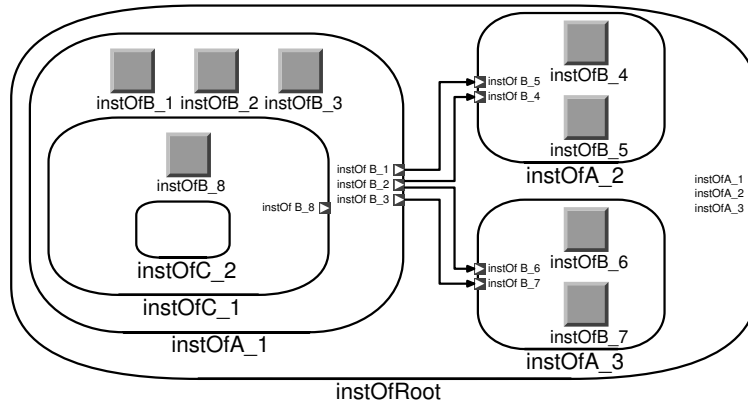 instOfB_1 instOfB_2 instOfB_3
instOfB_8
instOf B_8
instOfC_2
instOfC_1
instOf B_1
instOf B_2
instOf B_3
instOfA_1
instOfB_4
instOf B_5
instOf B_4
instOfB_5
instOfA_2
instOfA_1
instOfA_2
instOfA_3
instOfB_6
instOf B_6
instOf B_7
instOfB_7
instOfA_3
instOfRoot